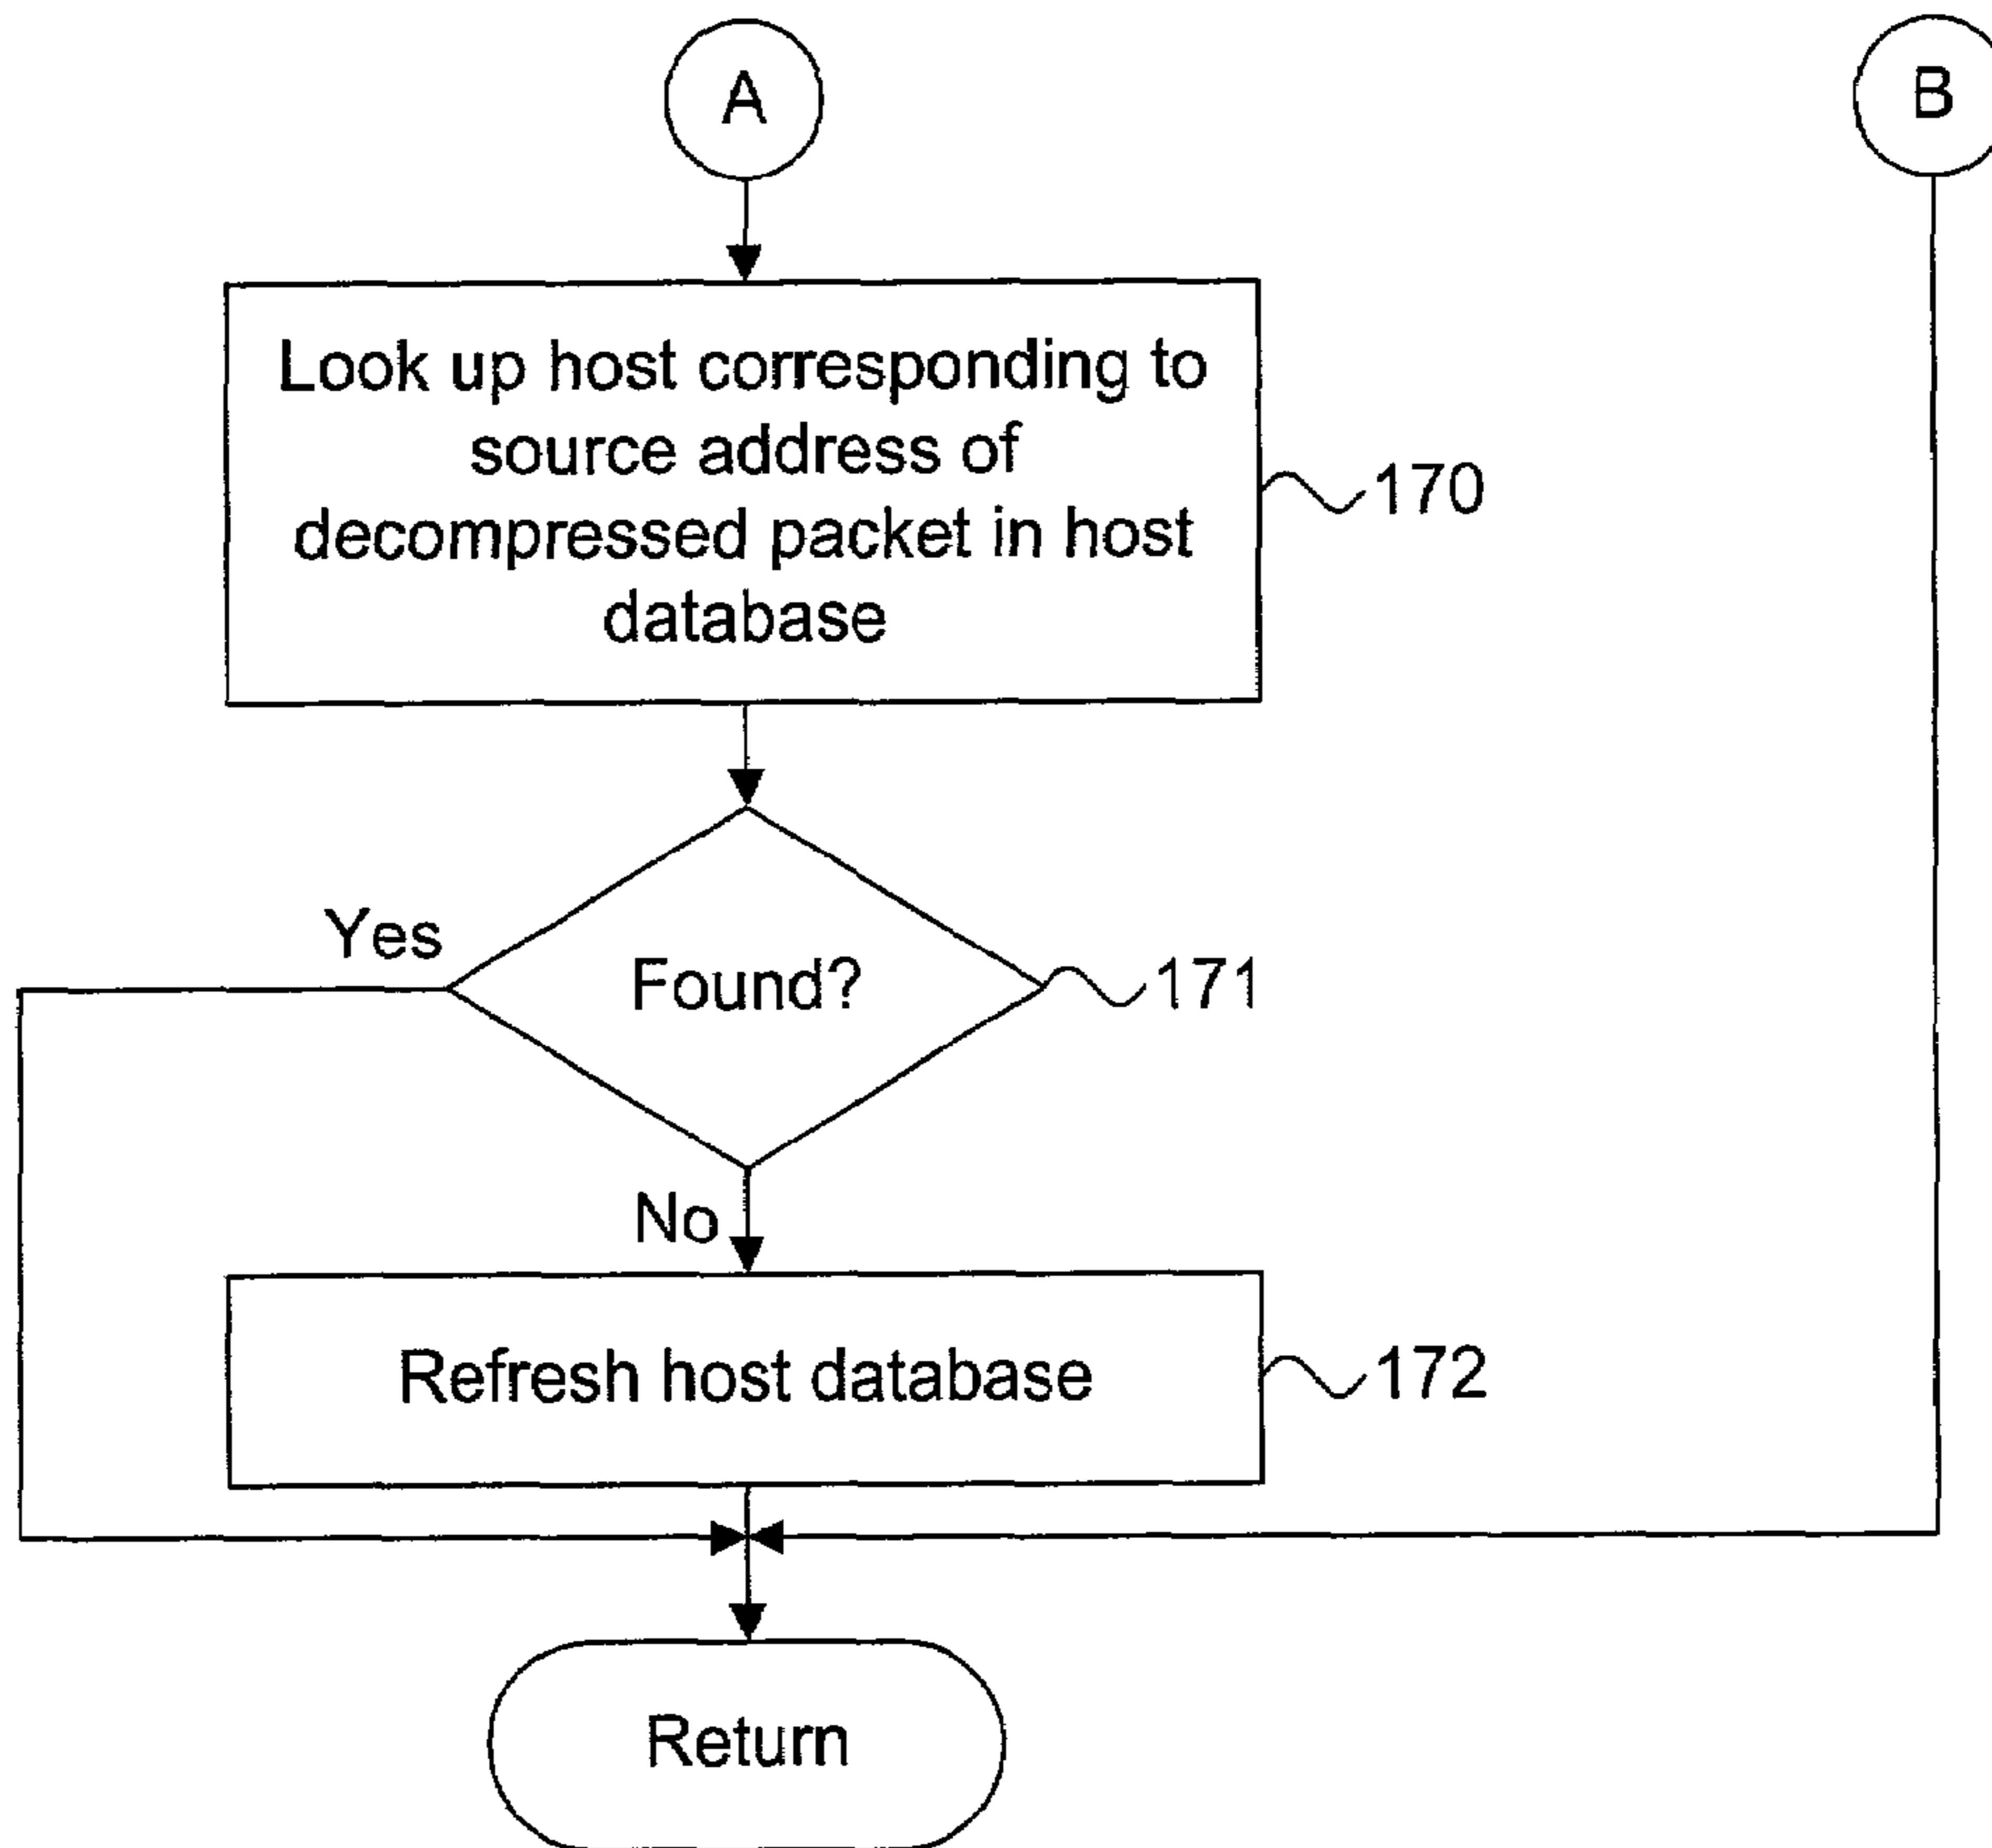 A
B
Look up host corresponding to
source address of
decompressed packet in host
database
170
Yes
Found?
171
No
Refresh host database
172
Return